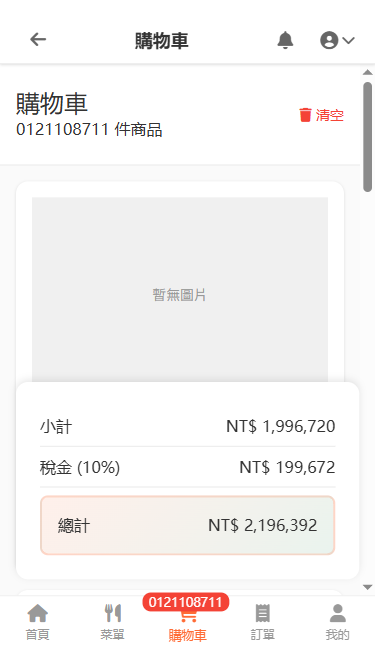 購物車
購物車
0121108711 件商品
清空
暫無圖片
小計 NT$ 1,996,720
稅金 (10%) NT$ 199,672
總計 NT$ 2,196,392
0121108711
首頁 菜單 購物車 訂單 我的